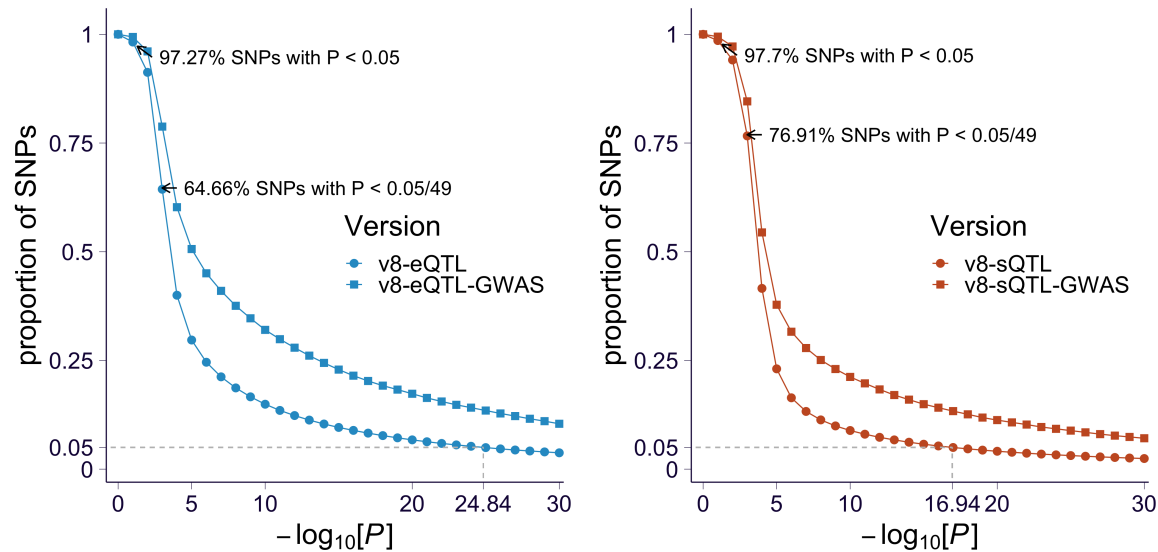 proportion of SNPs
1
0.75
0.5
0.25
0.05
0
97.27% SNPs with P < 0.05
64.66% SNPs with P < 0.05/49
Version
v8-eQTL
v8-eQTL-GWAS
0 5 10 20 24.84 30
−log₁₀[P]
proportion of SNPs
1
0.75
0.5
0.25
0.05
0
97.7% SNPs with P < 0.05
76.91% SNPs with P < 0.05/49
Version
v8-sQTL
v8-sQTL-GWAS
0 5 10 16.94 20 30
−log₁₀[P]